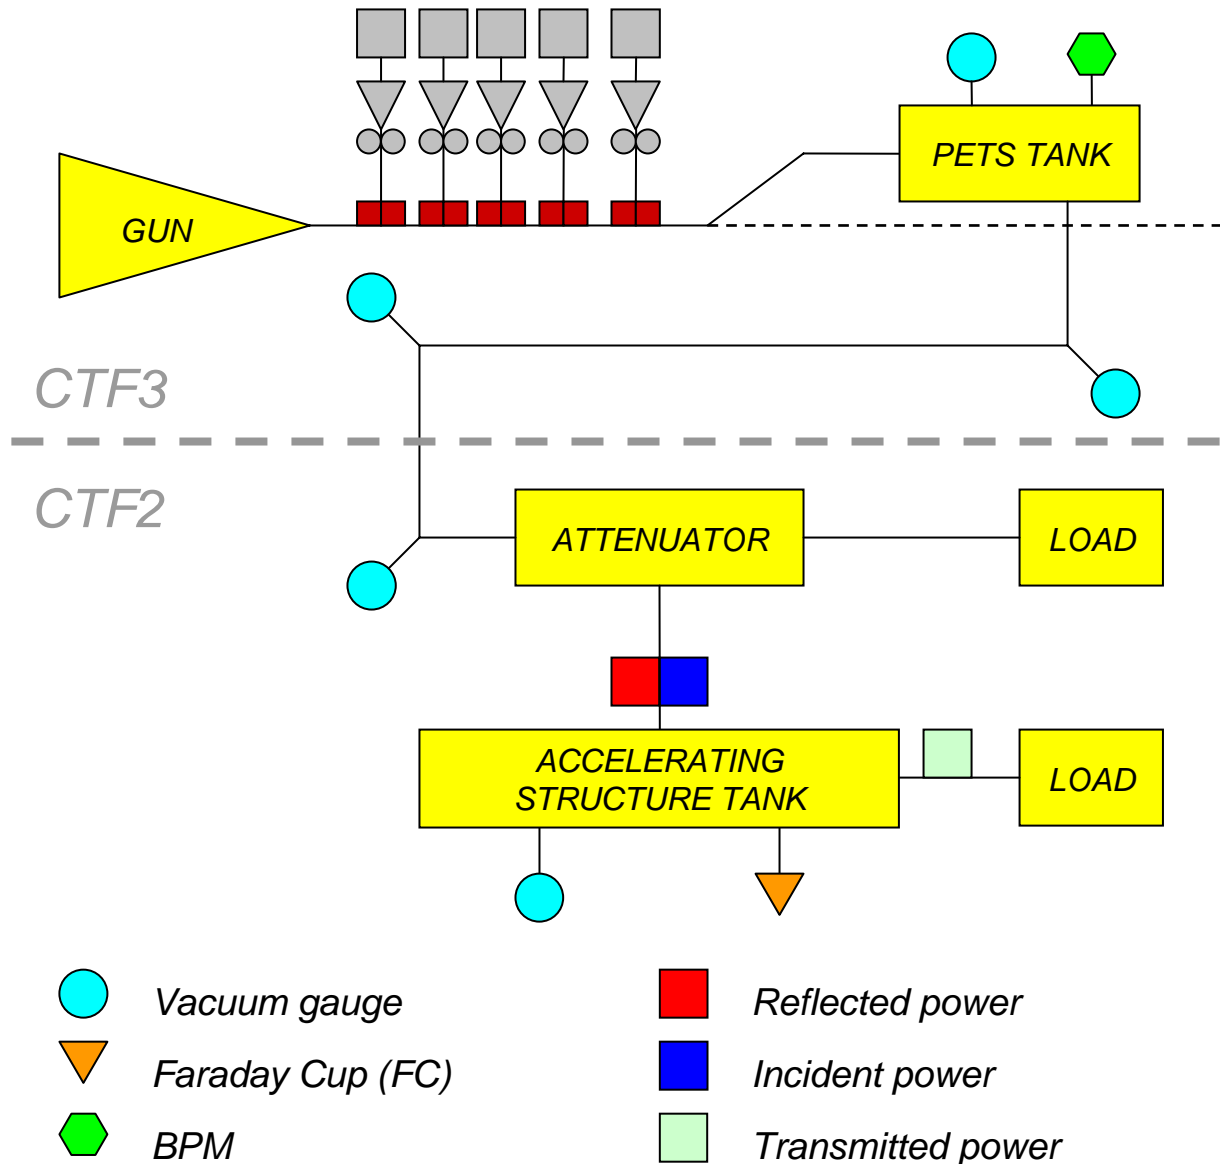 PETS TANK
GUN
CTF3
CTF2
ATTENUATOR
LOAD
ACCELERATING
STRUCTURE TANK
LOAD
Vacuum gauge
Reflected power
Faraday Cup (FC)
Incident power
BPM
Transmitted power